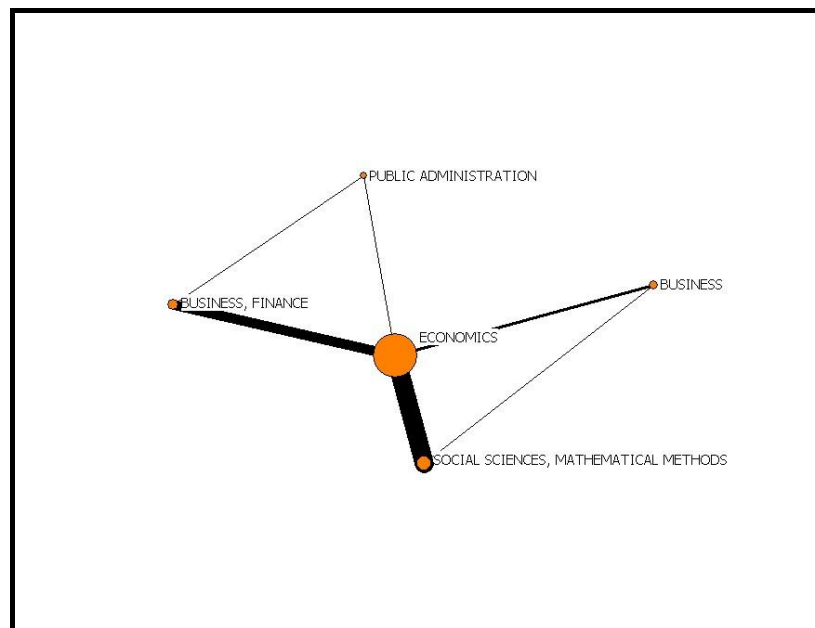 PUBLIC ADMINISTRATION
BUSINESS
BUSINESS, FINANCE
ECONOMICS
SOCIAL SCIENCES, MATHEMATICAL METHODS